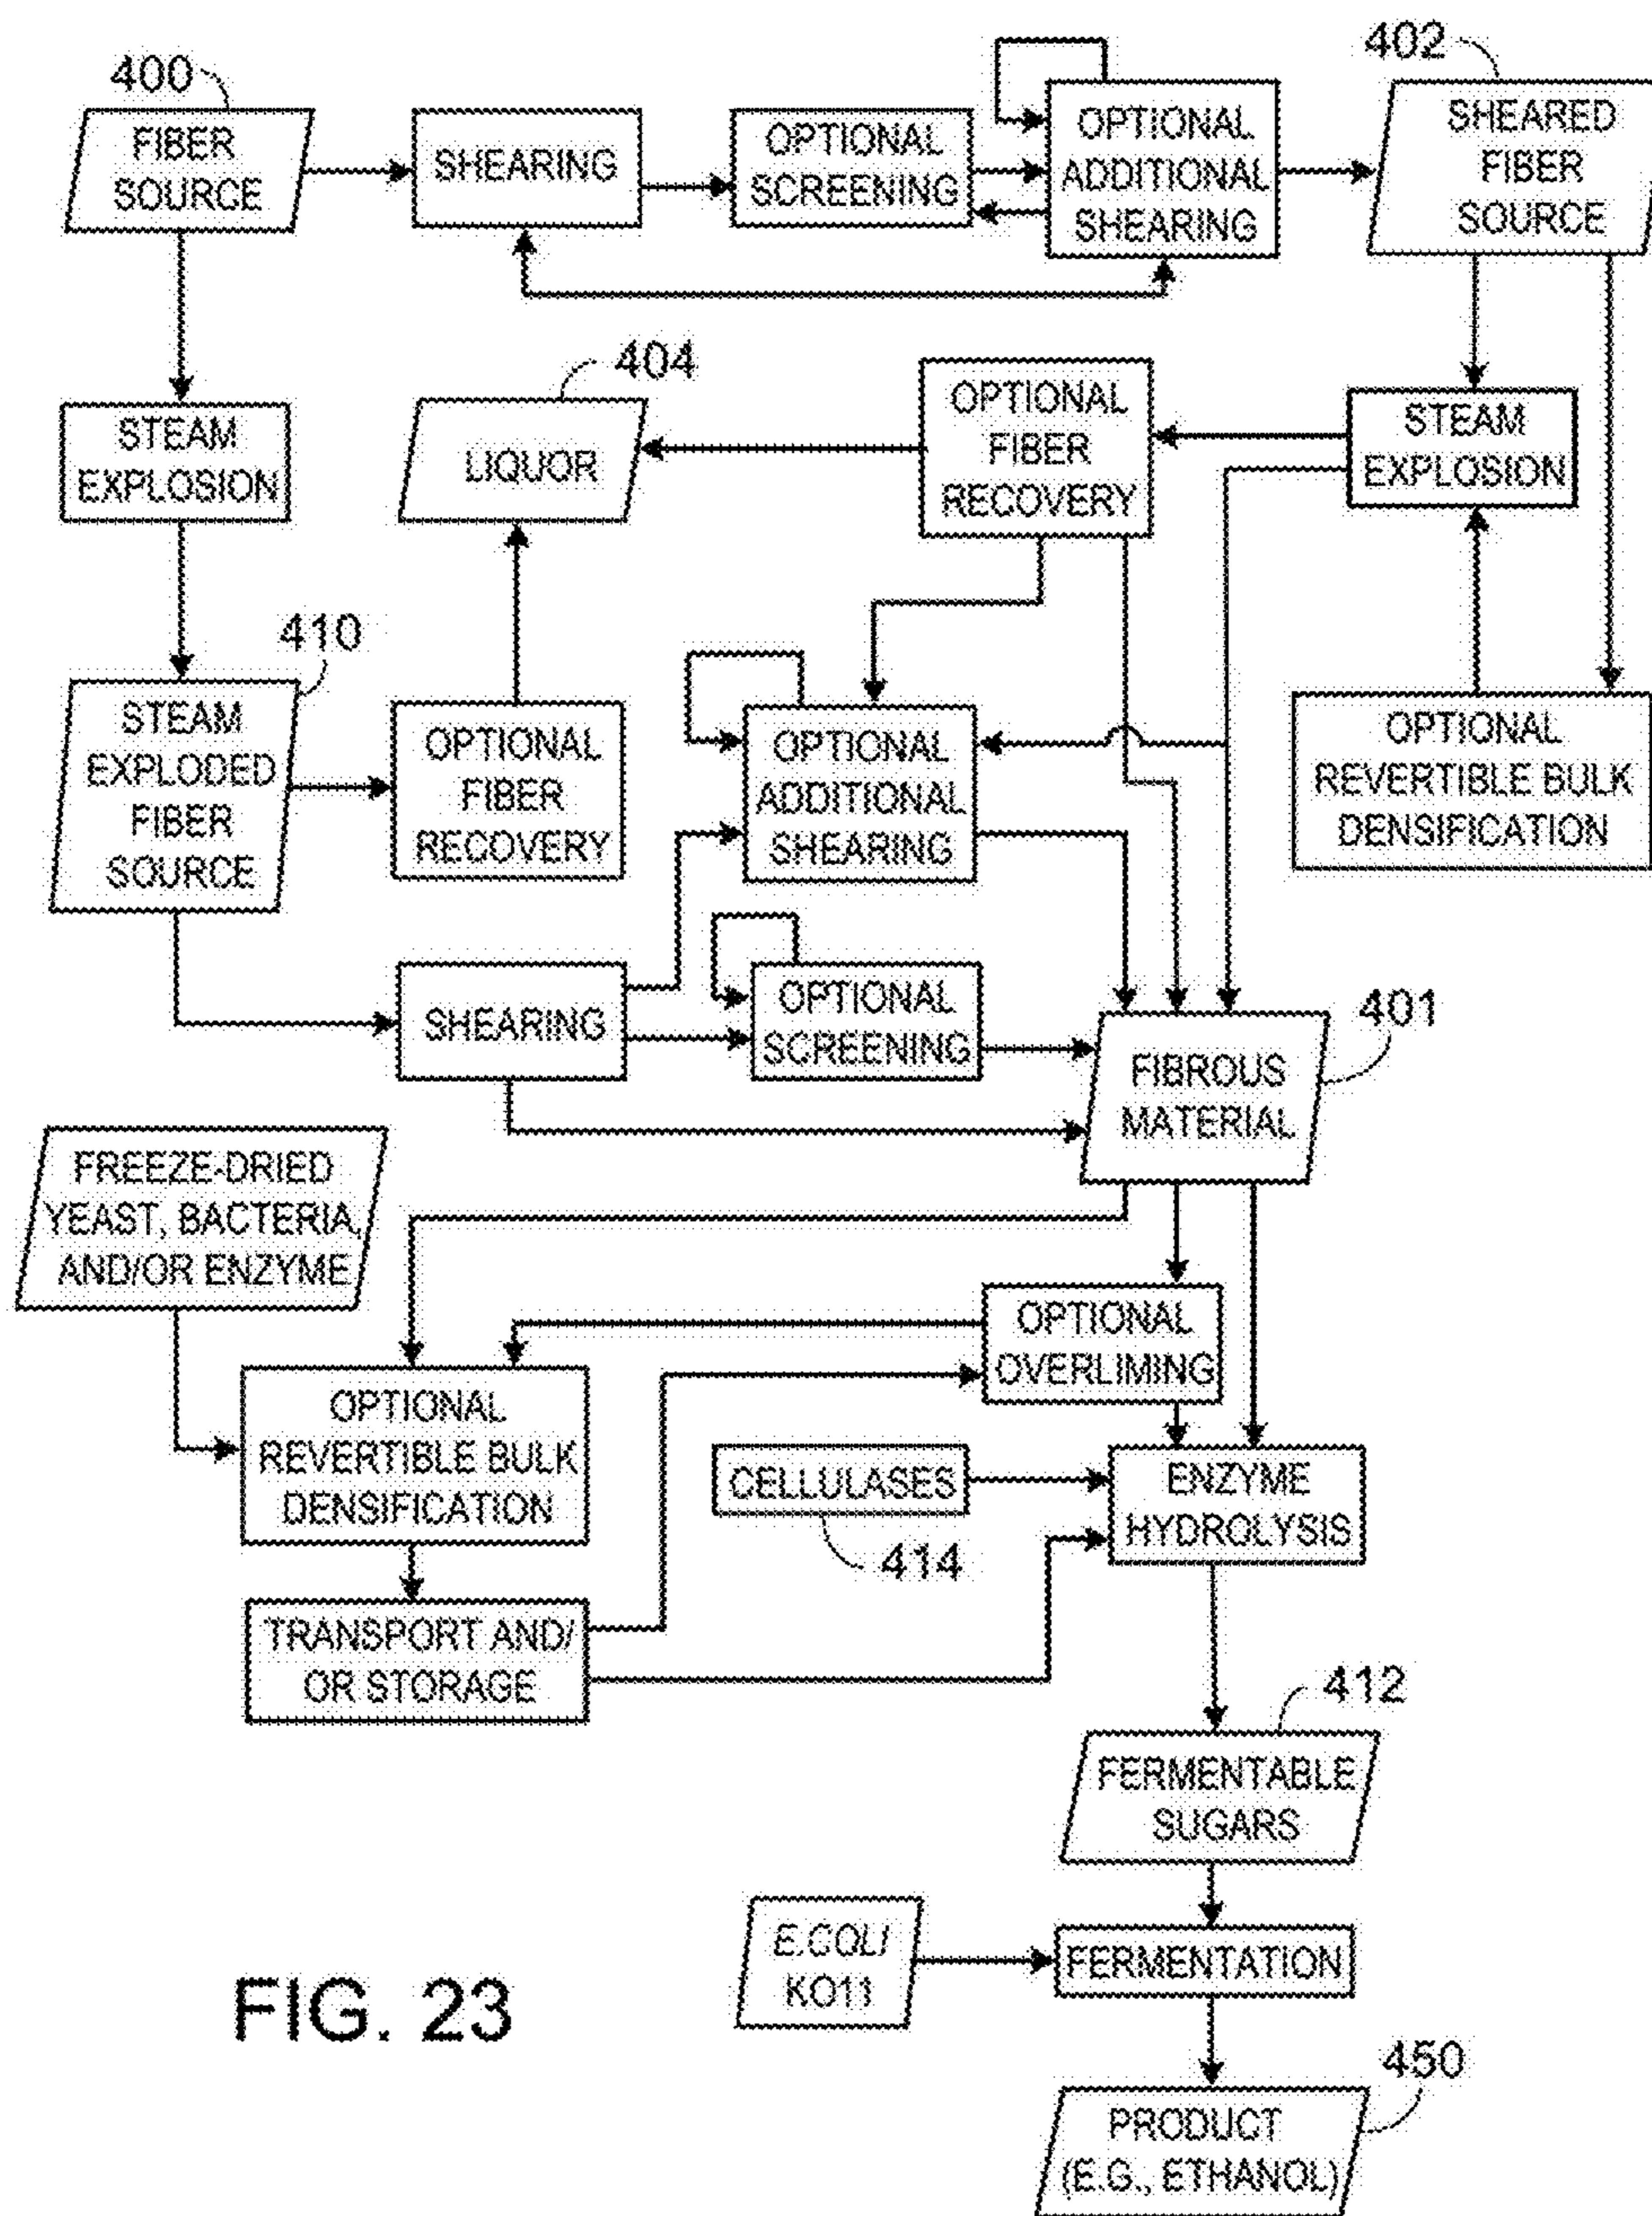 400
FIBER
SOURCE
SHEARING
OPTIONAL
SCREENING
OPTIONAL
ADDITIONAL
SHEARING
402
SHEARED
FIBER
SOURCE
STEAM
EXPLOSION
404
LIQUOR
OPTIONAL
FIBER
RECOVERY
STEAM
EXPLOSION
410
STEAM
EXPLODED
FIBER
SOURCE
OPTIONAL
FIBER
RECOVERY
OPTIONAL
ADDITIONAL
SHEARING
OPTIONAL
REVERTIBLE BULK
DENSIFICATION
SHEARING
OPTIONAL
SCREENING
401
FIBROUS
MATERIAL
FREEZE-DRIED
YEAST, BACTERIA,
AND/OR ENZYME
OPTIONAL
OVERLIMING
OPTIONAL
REVERTIBLE BULK
DENSIFICATION
CELLULASES
414
ENZYME
HYDROLYSIS
TRANSPORT AND/
OR STORAGE
412
FERMENTABLE
SUGARS
E.COLI
KO11
FERMENTATION
450
PRODUCT
(E.G., ETHANOL)
FIG. 23